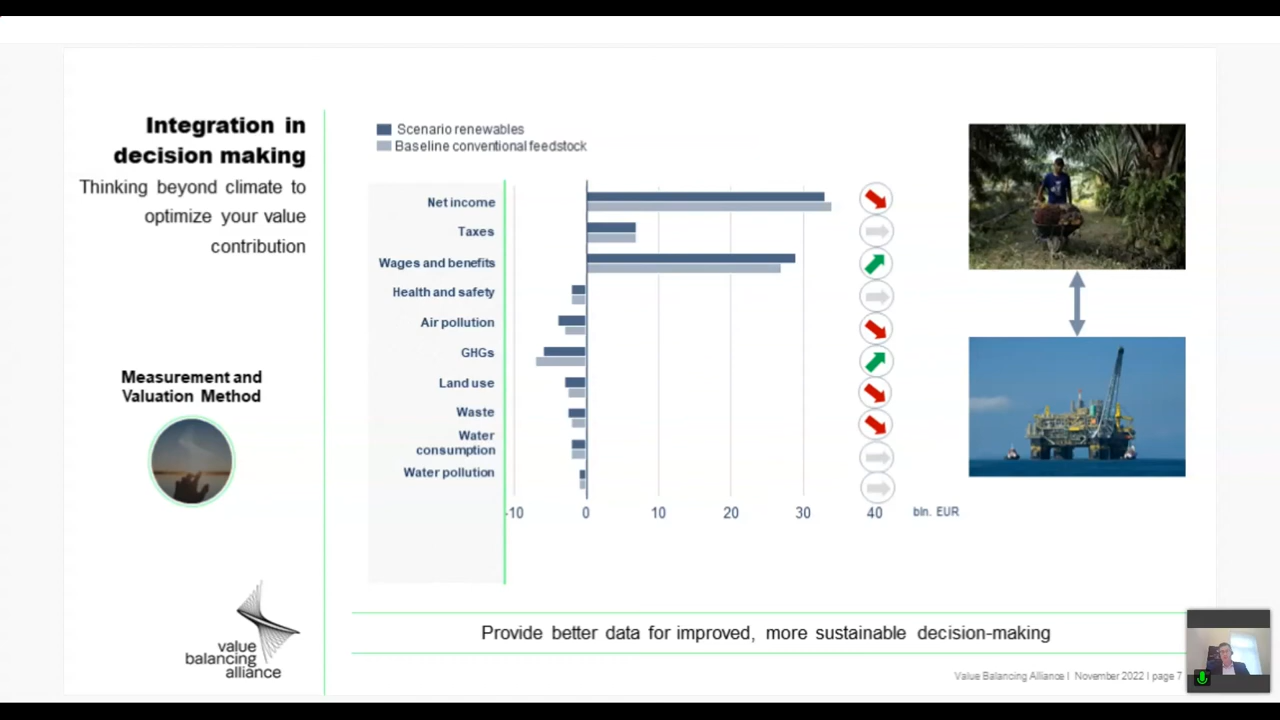 Integration in
decision making
Thinking beyond climate to
optimize your value
contribution
Measurement and
Valuation Method
value
balancing
alliance
Scenario renewables
Baseline conventional feedstock
Net income
Taxes
Wages and benefits
Health and safety
Air pollution
GHGs
Land use
Waste
Water
consumption
Water pollution
-10 0 10 20 30 40 bln. EUR
Provide better data for improved, more sustainable decision-making
Value Balancing Alliance I November 2022 I page 7